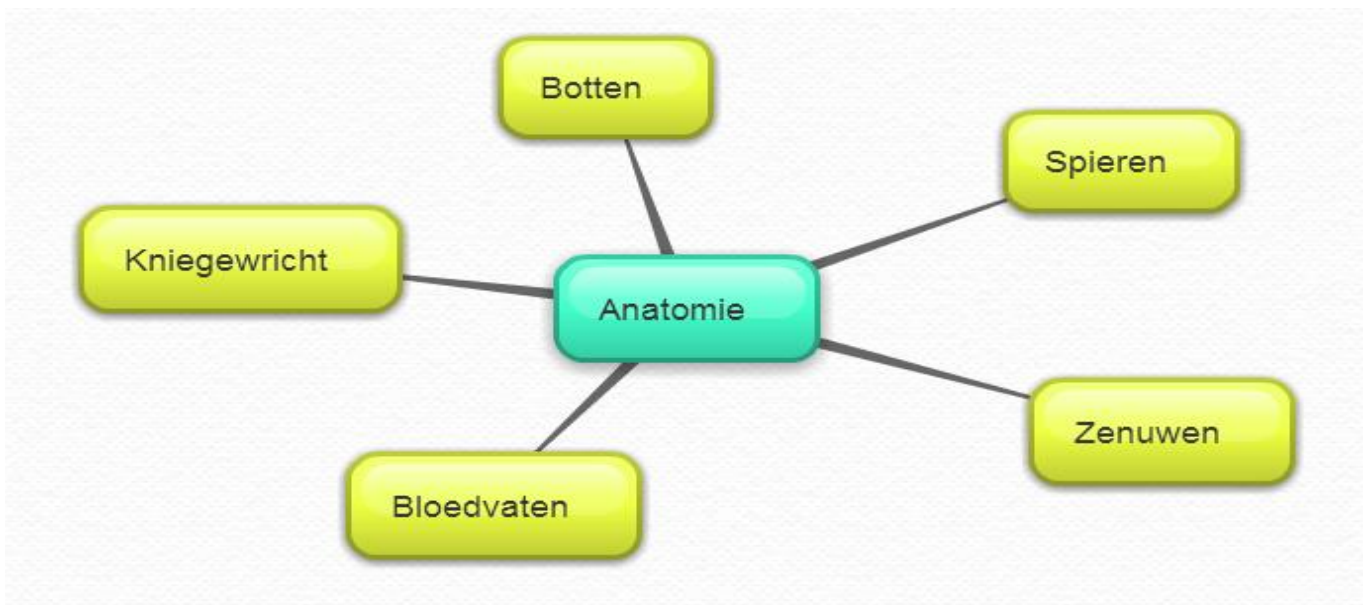 Botten
Spieren
Kniegewricht
Anatomie
Zenuwen
Bloedvaten